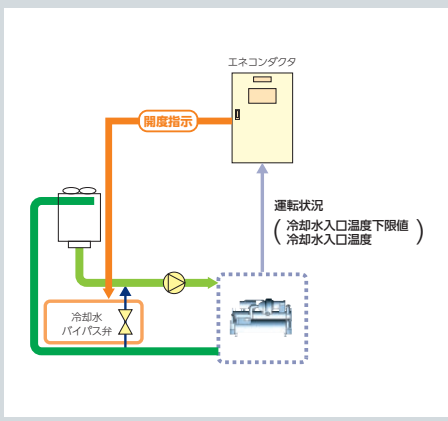 エネコンダクタ
開度指示
運転状況
(冷却水入口温度下限値
冷却水入口温度)
冷却水
バイパス弁